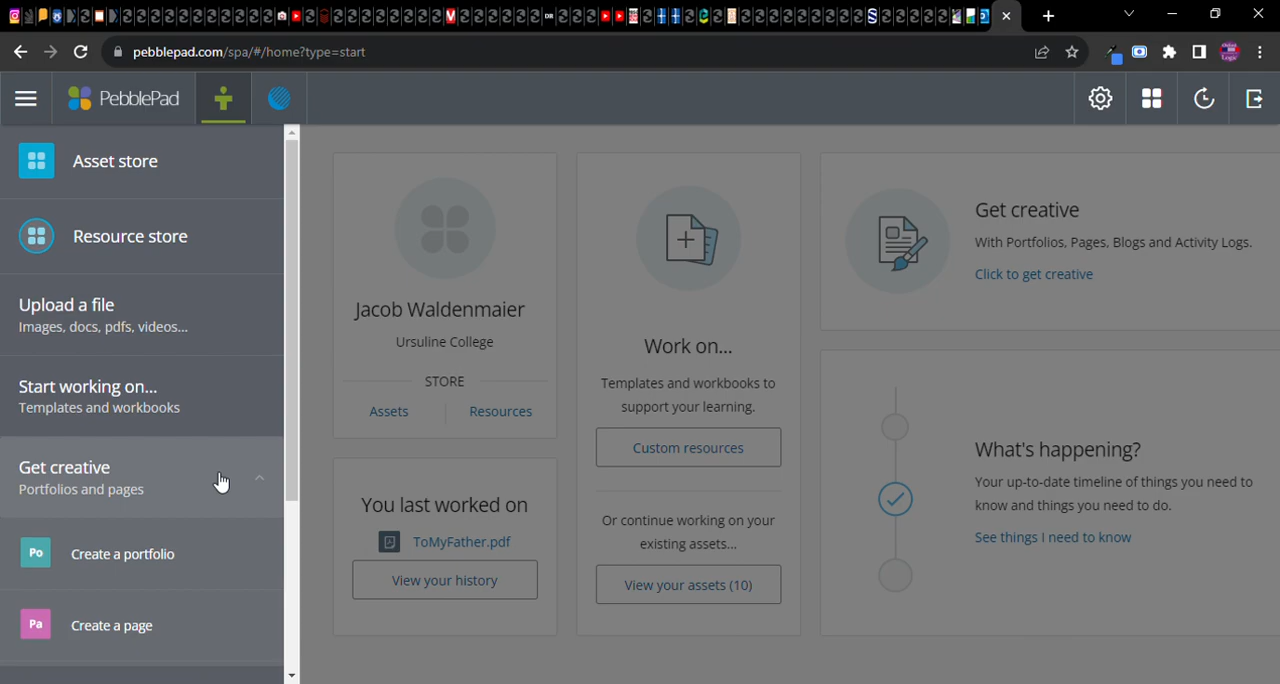 pebblepad.com/spa/#/home?type=start
PebblePad
Asset store
Resource store
Upload a file
Images, docs, pdfs, videos...
Start working on...
Templates and workbooks
Get creative
Portfolios and pages
Po Create a portfolio
Pa Create a page
Jacob Waldenmaier
Ursuline College
STORE
Assets Resources
You last worked on
ToMyFather.pdf
View your history
Work on...
Templates and workbooks to
support your learning.
Custom resources
Or continue working on your
existing assets...
View your assets (10)
Get creative
With Portfolios, Pages, Blogs and Activity Logs.
Click to get creative
What's happening?
Your up-to-date timeline of things you need to
know and things you need to do.
See things I need to know